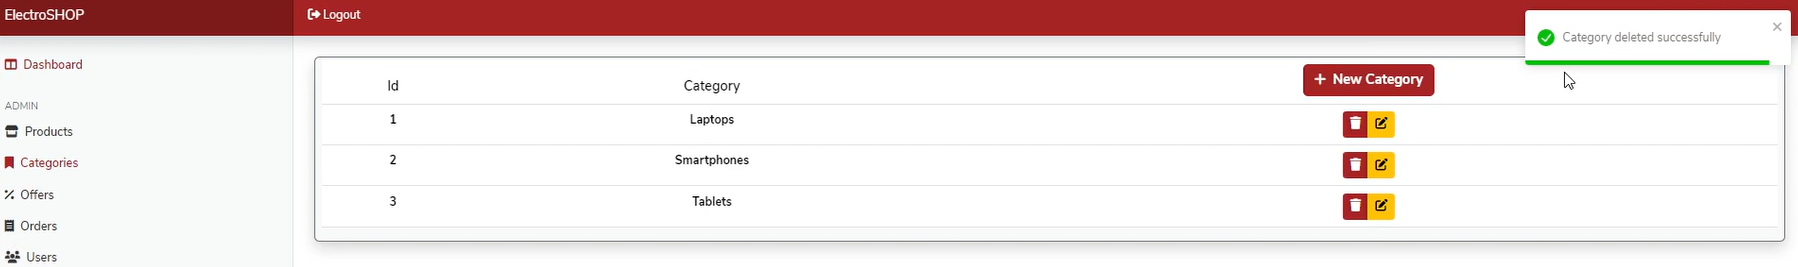 ElectroSHOP
Logout
Category deleted successfully
Dashboard
ADMIN
Products
Categories
Offers
Orders
Users
Id Category New Category
1 Laptops
2 Smartphones
3 Tablets